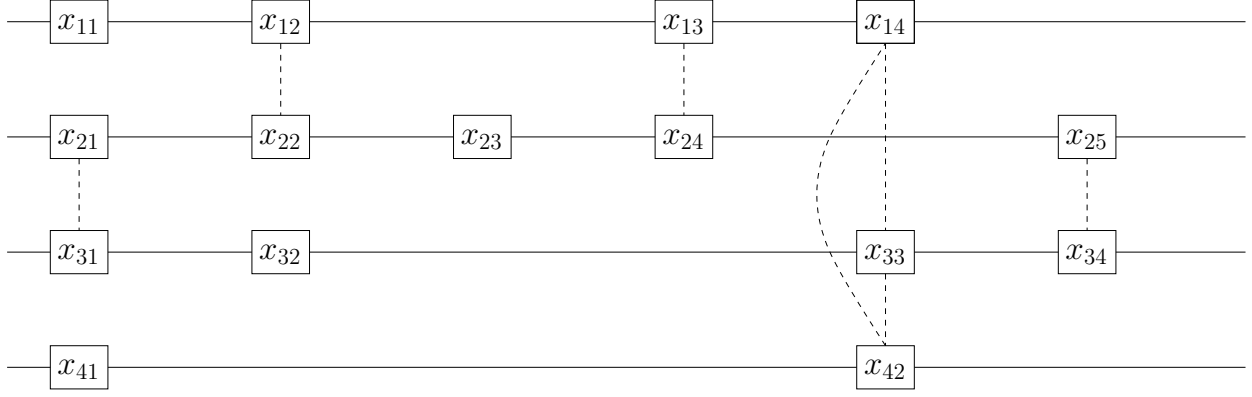 x₁₁ x₁₂ x₁₃ x₁₄
x₂₁ x₂₂ x₂₃ x₂₄ x₂₅
x₃₁ x₃₂ x₃₃ x₃₄
x₄₁ x₄₂